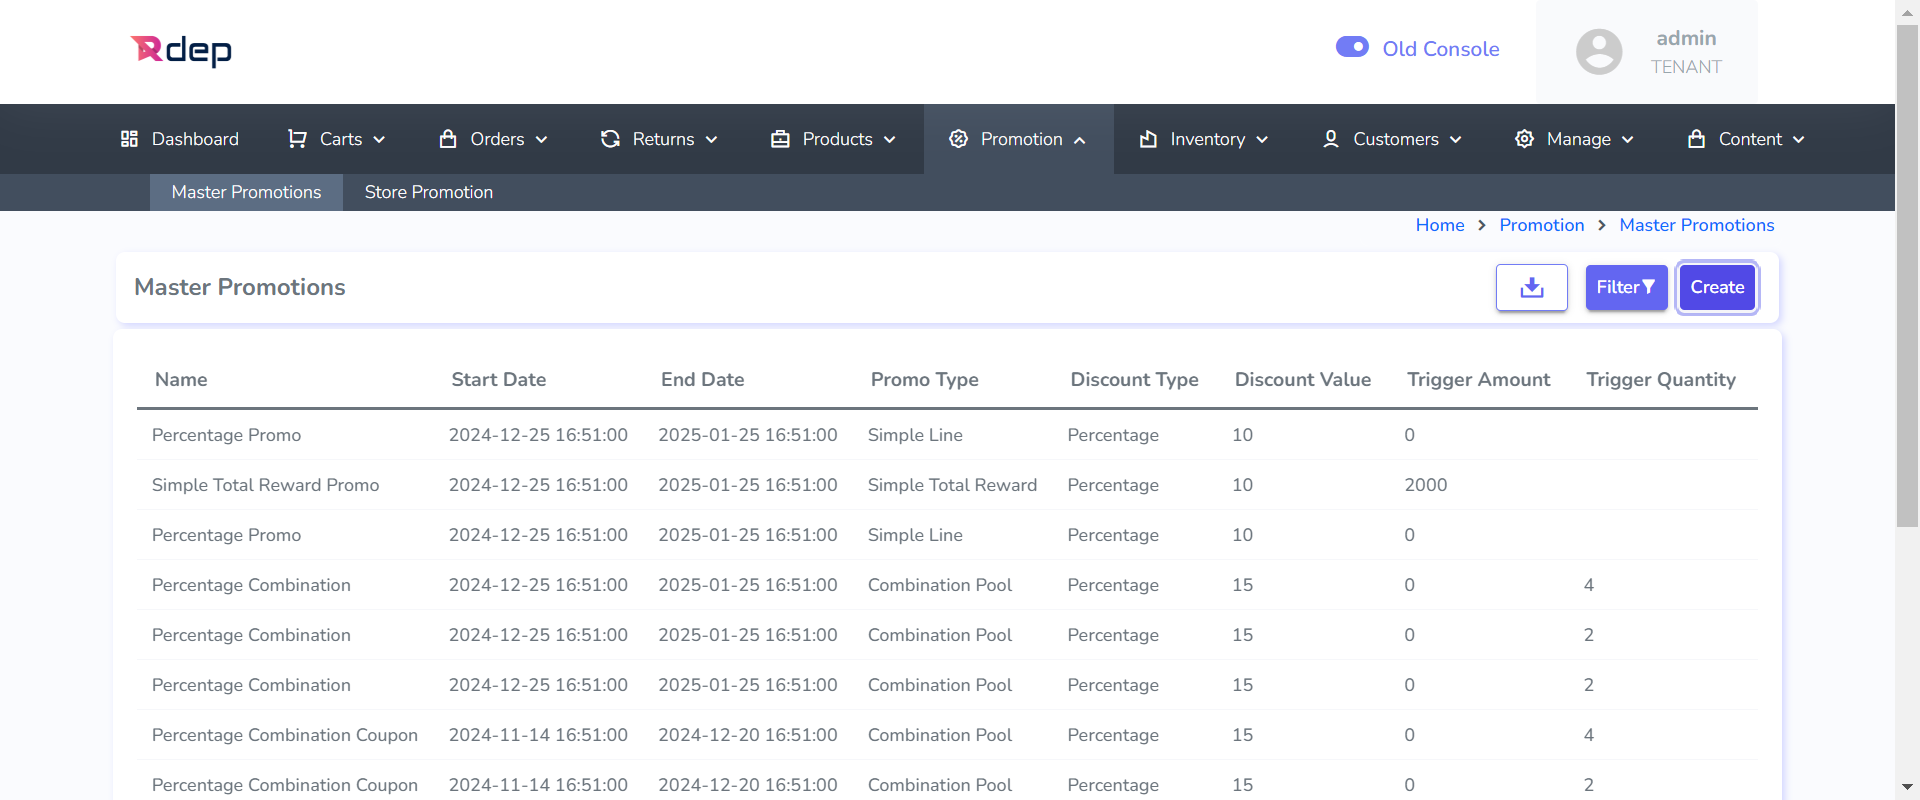 Rdep
Old Console
admin
TENANT
Dashboard Carts Orders Returns Products Promotion Inventory Customers Manage Content
Master Promotions Store Promotion
Home > Promotion > Master Promotions
Master Promotions
Filter Create
Name Start Date End Date Promo Type Discount Type Discount Value Trigger Amount Trigger Quantity
Percentage Promo 2024-12-25 16:51:00 2025-01-25 16:51:00 Simple Line Percentage 10 0
Simple Total Reward Promo 2024-12-25 16:51:00 2025-01-25 16:51:00 Simple Total Reward Percentage 10 2000
Percentage Promo 2024-12-25 16:51:00 2025-01-25 16:51:00 Simple Line Percentage 10 0
Percentage Combination 2024-12-25 16:51:00 2025-01-25 16:51:00 Combination Pool Percentage 15 0 4
Percentage Combination 2024-12-25 16:51:00 2025-01-25 16:51:00 Combination Pool Percentage 15 0 2
Percentage Combination 2024-12-25 16:51:00 2025-01-25 16:51:00 Combination Pool Percentage 15 0 2
Percentage Combination Coupon 2024-11-14 16:51:00 2024-12-20 16:51:00 Combination Pool Percentage 15 0 4
Percentage Combination Coupon 2024-11-14 16:51:00 2024-12-20 16:51:00 Combination Pool Percentage 15 0 2